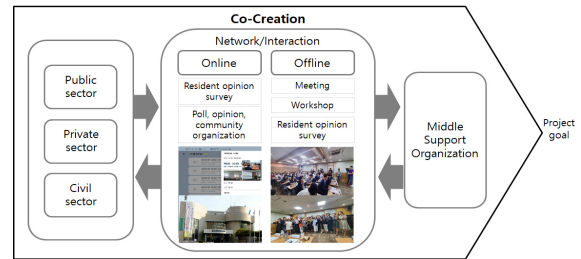 Co-Creation
Network/Interaction
Public
sector
Private
sector
Civil
sector
Online
Resident opinion
survey
Poll, opinion,
community
organization
Offline
Meeting
Workshop
Resident opinion
survey
Middle
Support
Organization
Project
goal